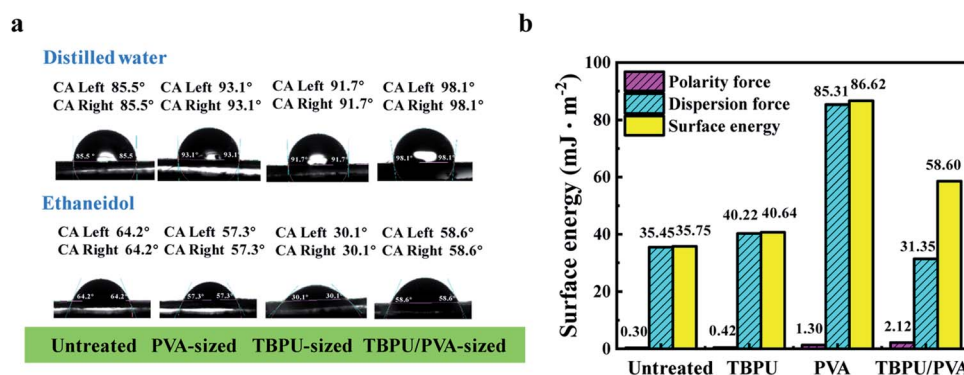 a
Distilled water
CA Left 85.5° CA Left 93.1° CA Left 91.7° CA Left 98.1°
CA Right 85.5° CA Right 93.1° CA Right 91.7° CA Right 98.1°
85.5 ° 85.5 93.1° 93.1 91.7° 91.7° 98.1° 98.1°
Ethaneidol
CA Left 64.2° CA Left 57.3° CA Left 30.1° CA Left 58.6°
CA Right 64.2° CA Right 57.3° CA Right 30.1° CA Right 58.6°
64.2° 64.2° 57.3° 57.3° 30.1° 30.1° 58.6° 58.6°
Untreated PVA-sized TBPU-sized TBPU/PVA-sized
b
Surface energy (mJ · m⁻²)
100
80
60
40
20
0
Polarity force
Dispersion force
Surface energy
0.30 35.45 35.75
0.42 40.22 40.64
1.30 85.31 86.62
2.12 31.35 58.60
Untreated TBPU PVA TBPU/PVA